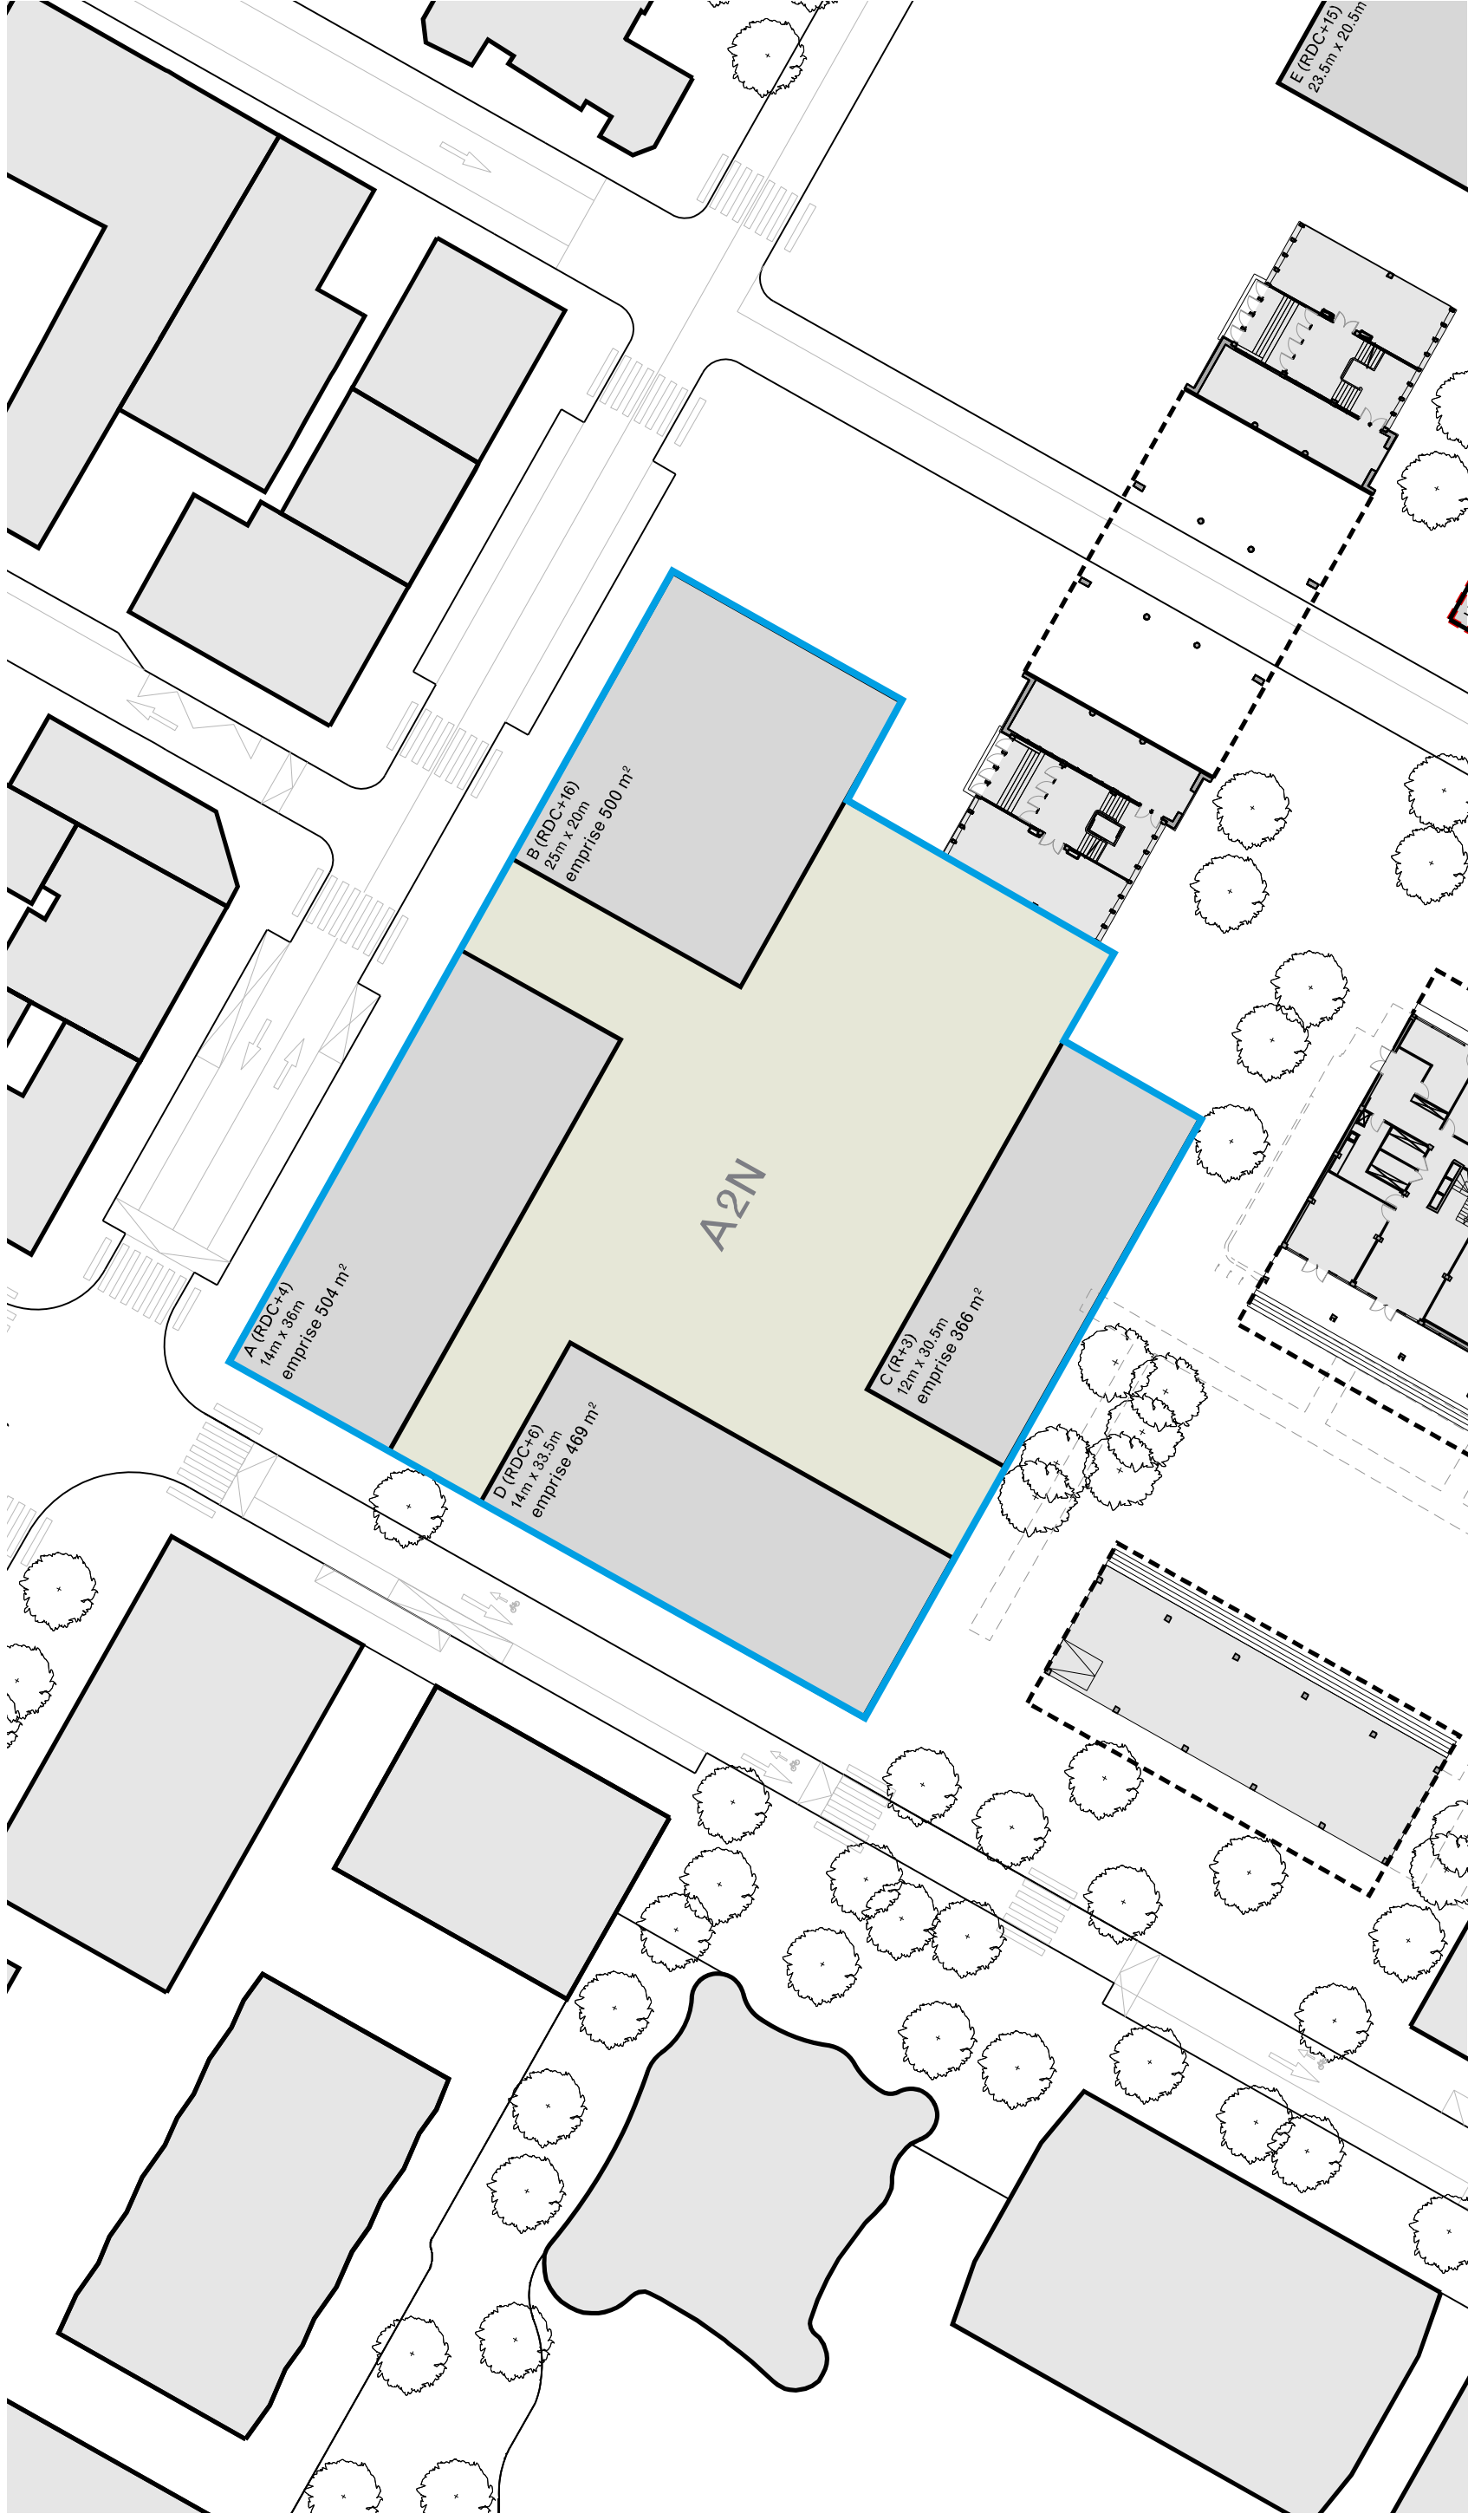 E (RDC+15)
23.5m x 20.5m
B (RDC+16)
25m x 20m
emprise 500 m²
A2N
A (RDC+4)
14m x 36m
emprise 504 m²
C (R+3)
12m x 30.5m
emprise 366 m²
D (RDC+6)
14m x 33.5m
emprise 469 m²